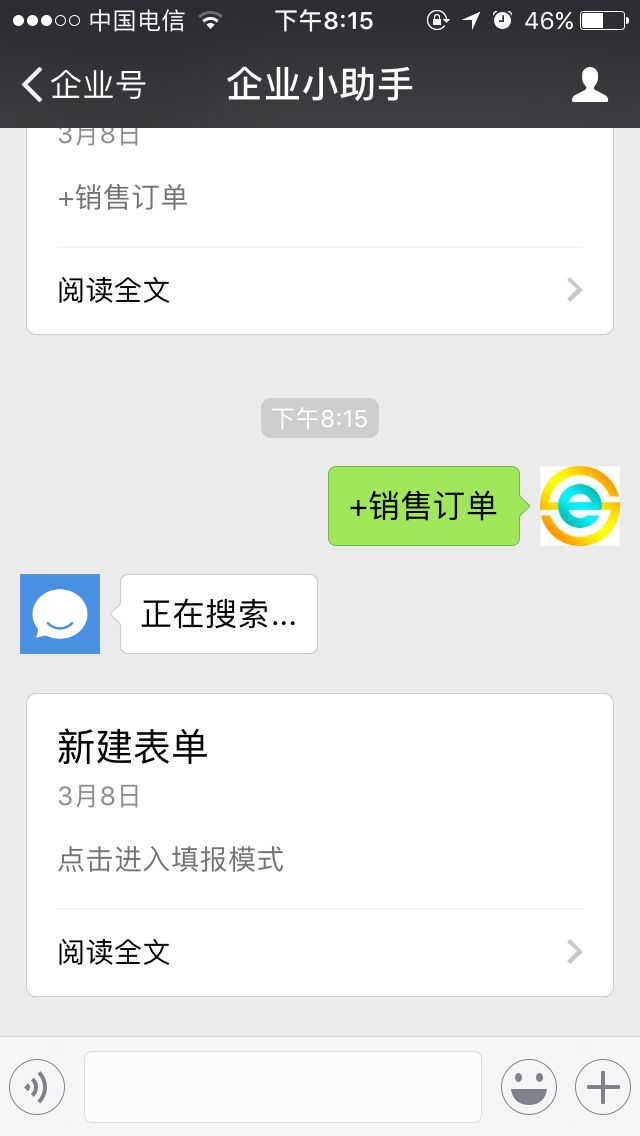 中国电信 下午8:15 46%
企业号 企业小助手
3月8日
+销售订单
阅读全文
下午8:15
+销售订单
正在搜索...
新建表单
3月8日
点击进入填报模式
阅读全文